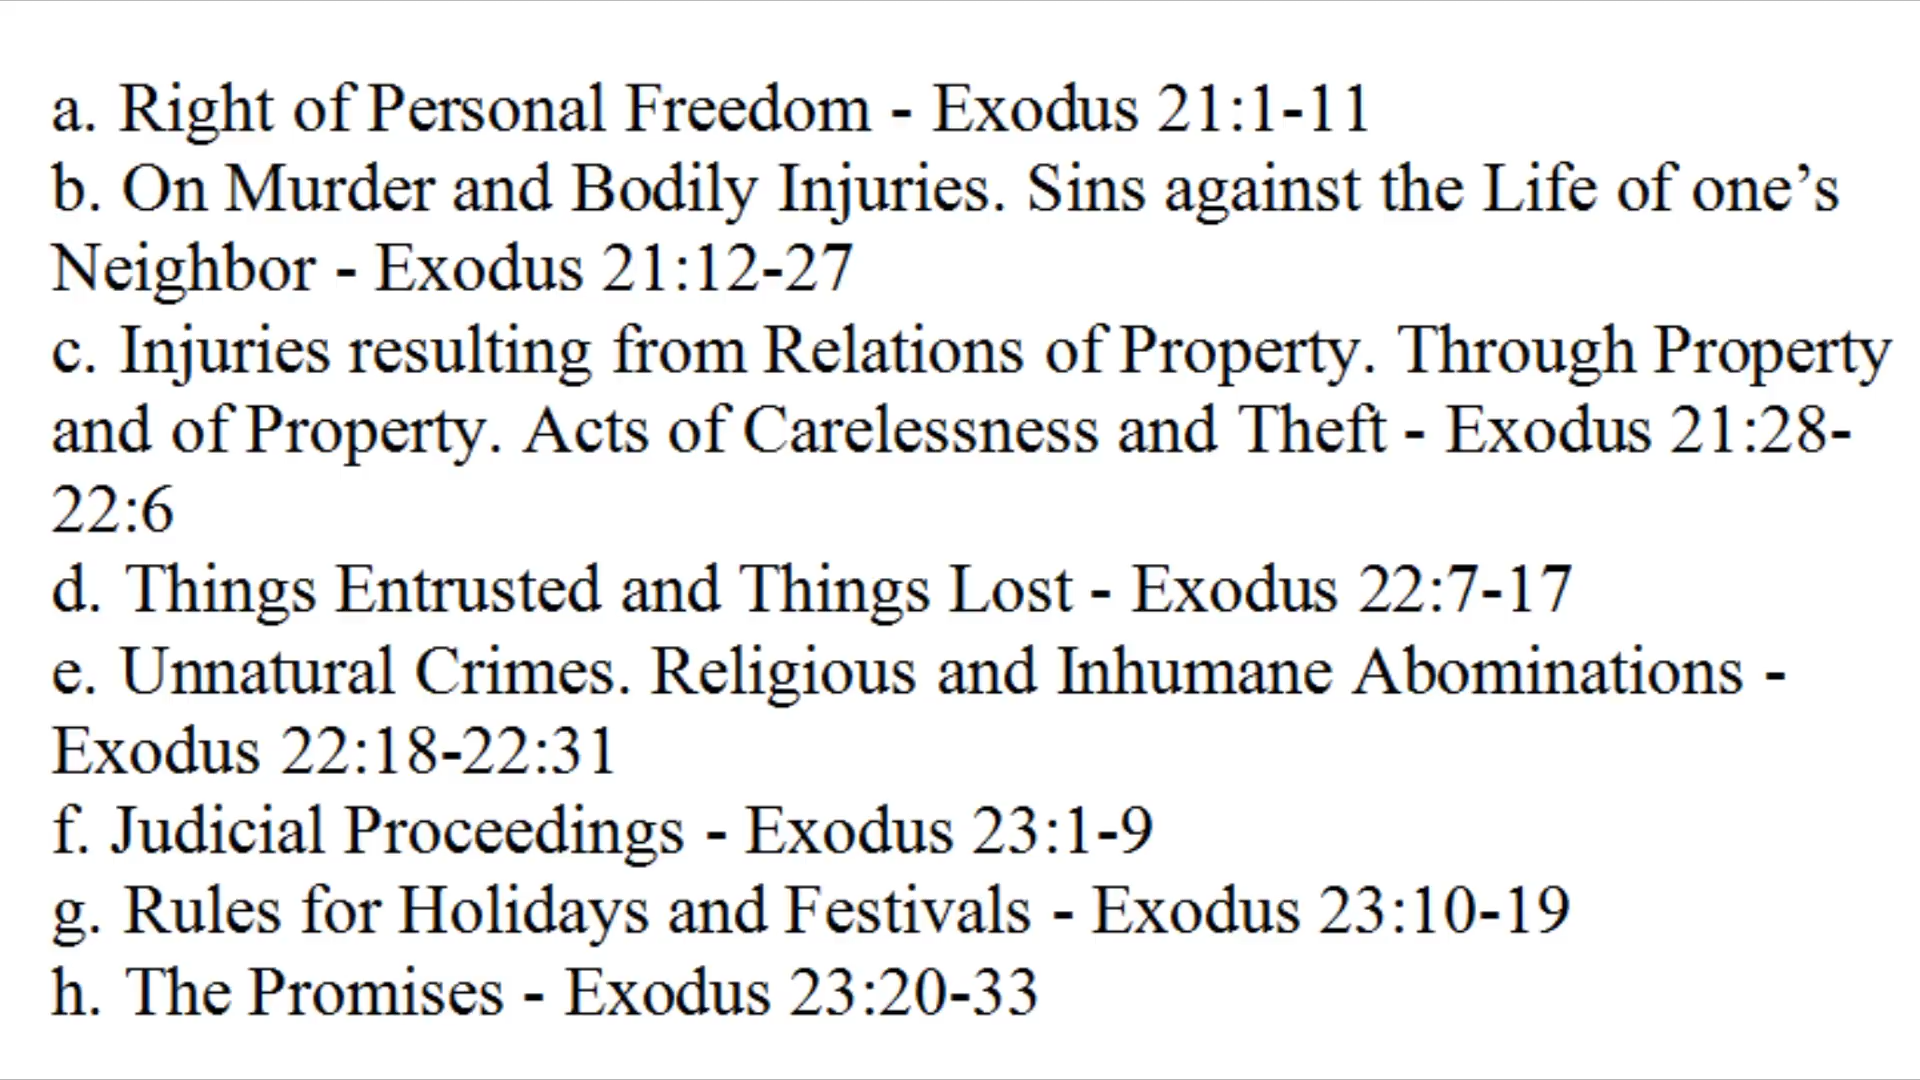 a. Right of Personal Freedom - Exodus 21:1-11
b. On Murder and Bodily Injuries. Sins against the Life of one’s
Neighbor - Exodus 21:12-27
c. Injuries resulting from Relations of Property. Through Property
and of Property. Acts of Carelessness and Theft - Exodus 21:28-
22:6
d. Things Entrusted and Things Lost - Exodus 22:7-17
e. Unnatural Crimes. Religious and Inhumane Abominations -
Exodus 22:18-22:31
f. Judicial Proceedings - Exodus 23:1-9
g. Rules for Holidays and Festivals - Exodus 23:10-19
h. The Promises - Exodus 23:20-33